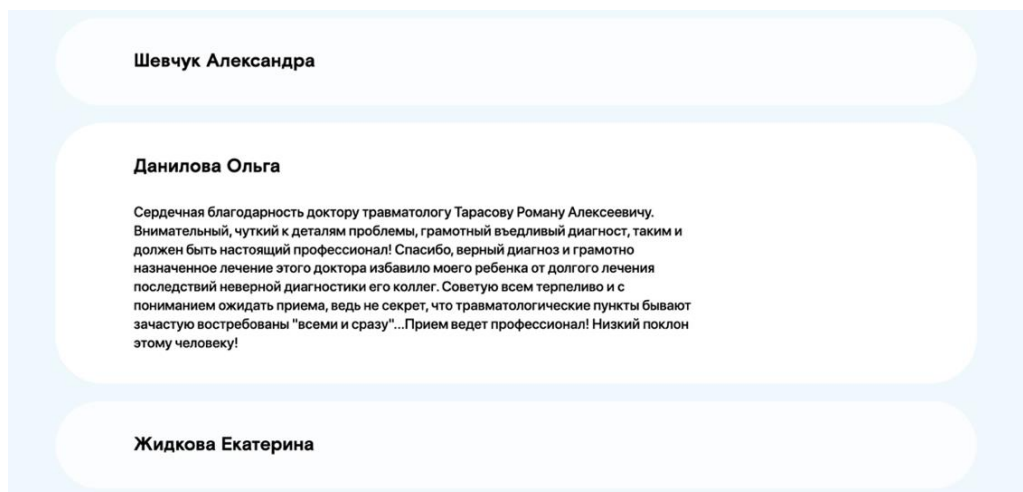 Шевчук Александра
Данилова Ольга
Сердечная благодарность доктору травматологу Тарасову Роману Алексеевичу.
Внимательный, чуткий к деталям проблемы, грамотный въедливый диагност, таким и
должен быть настоящий профессионал! Спасибо, верный диагноз и грамотно
назначенное лечение этого доктора избавило моего ребенка от долгого лечения
последствий неверной диагностики его коллег. Советую всем терпеливо и с
пониманием ожидать приема, ведь не секрет, что травматологические пункты бывают
зачастую востребованы "всеми и сразу"...Прием ведет профессионал! Низкий поклон
этому человеку!
Жидкова Екатерина